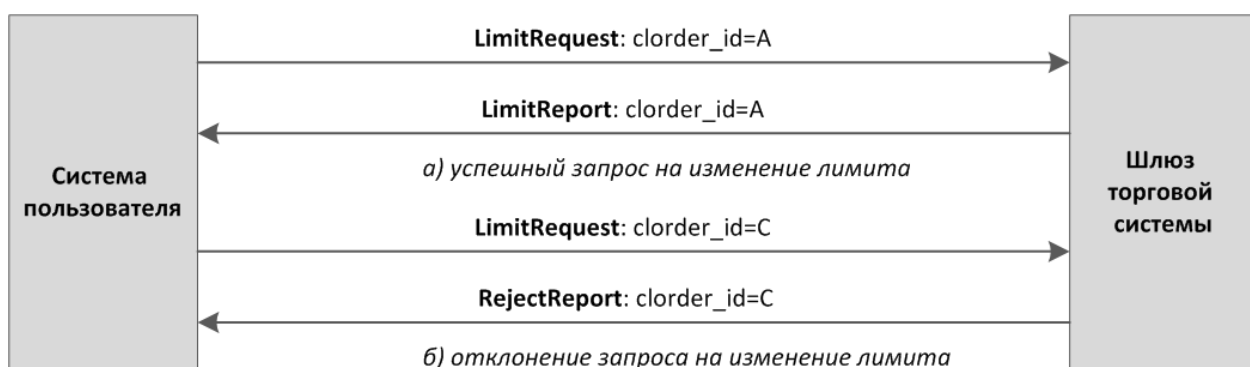 LimitRequest: clorder_id=A
LimitReport: clorder_id=A
а) успешный запрос на изменение лимита
Система
пользователя
Шлюз
торговой
системы
LimitRequest: clorder_id=C
RejectReport: clorder_id=C
б) отклонение запроса на изменение лимита